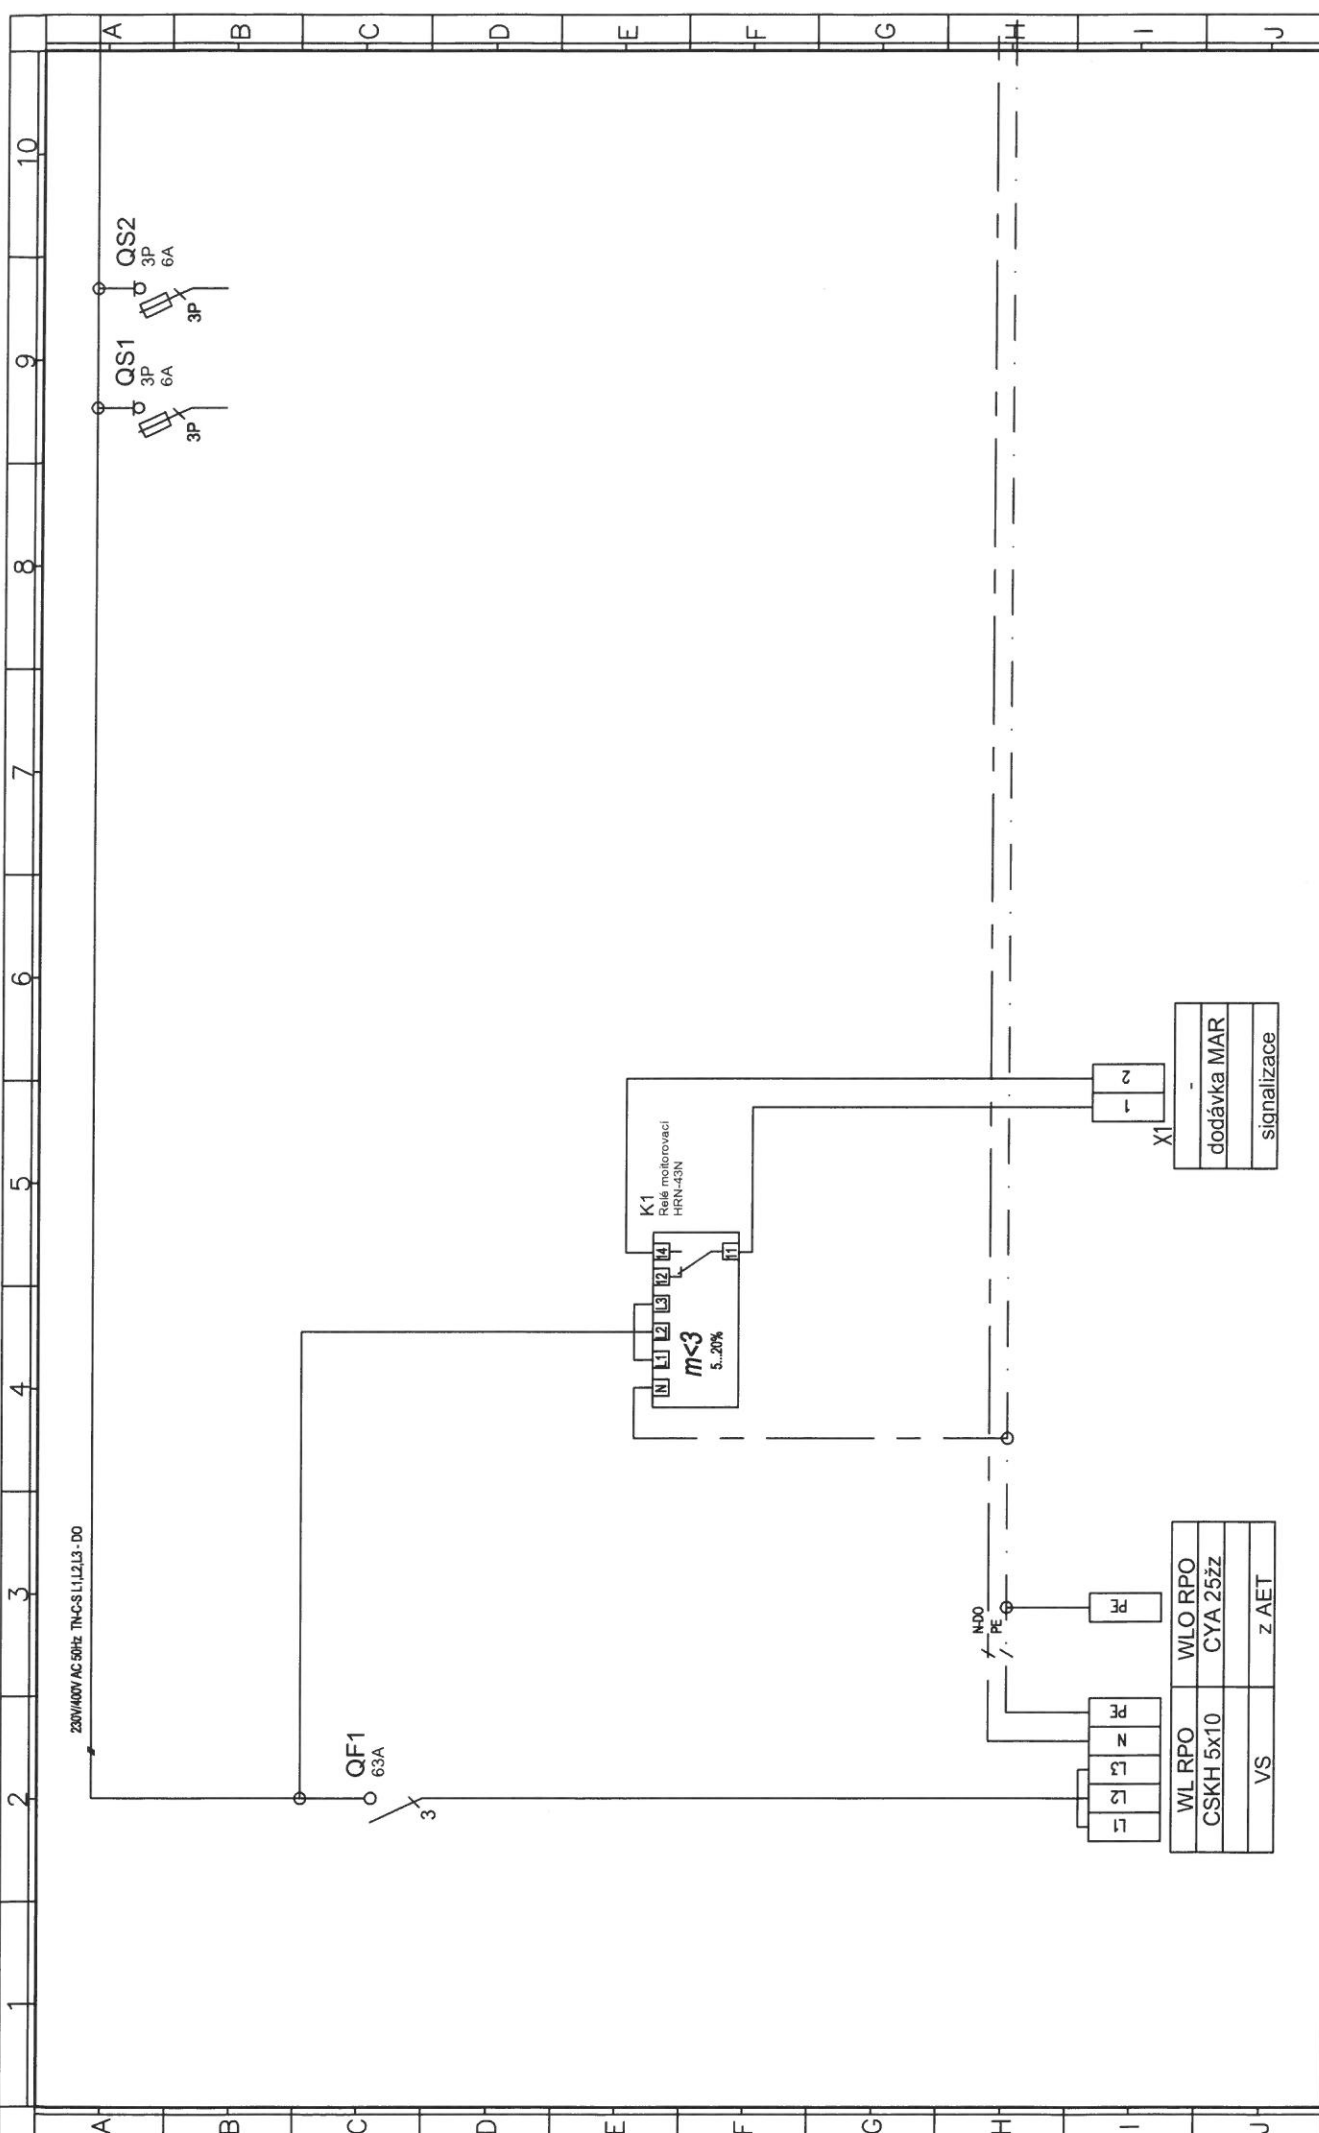 1
2
3
4
5
6
7
8
9
10
A
B
C
D
E
F
G
H
I
J
A
B
C
D
E
F
G
H
I
J
230V/400V AC 50Hz TN-C-S L1,L2,L3 - DO
QS1
3P
6A
3P
QS2
3P
6A
3P
QF1
63A
3
K1
Relé moitorovací
HRN-43N
N
L1
L2
L3
12
14
m<3
5...20%
11
N-DO
PE
L1
L2
L3
N
PE
PE
X1
1
2
WL RPO
WLO RPO
CSKH 5x10
CYA 25žz
VS
z AET
-
dodávka MAR
signalizace